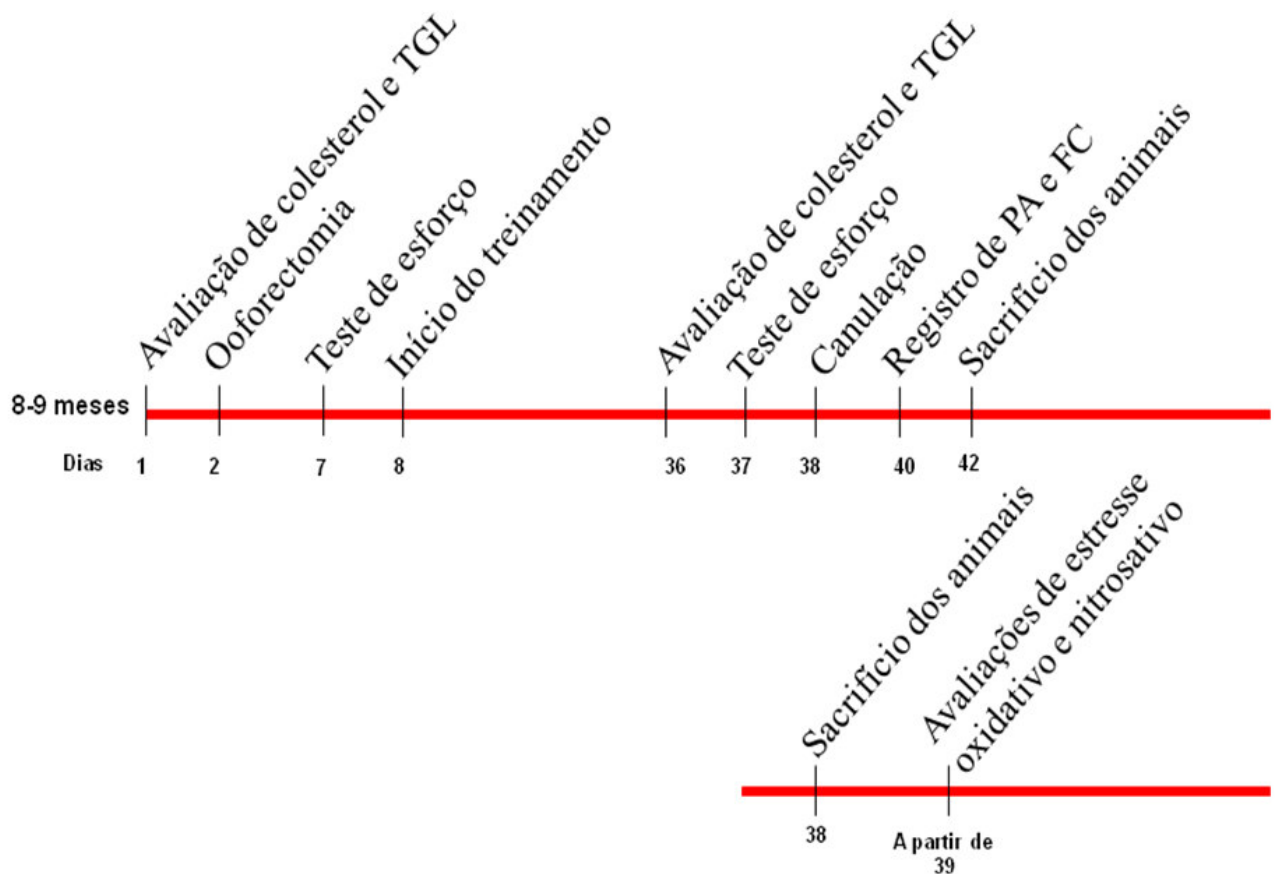 Avaliação de colesterol e TGL
Ooforectomia
Teste de esforço
Início do treinamento
Avaliação de colesterol e TGL
Teste de esforço
Canulação
Registro de PA e FC
Sacrifício dos animais
8-9 meses
Dias 1 2 7 8 36 37 38 40 42
Sacrifício dos animais
Avaliações de estresse
oxidativo e nitrosativo
38
A partir de
39